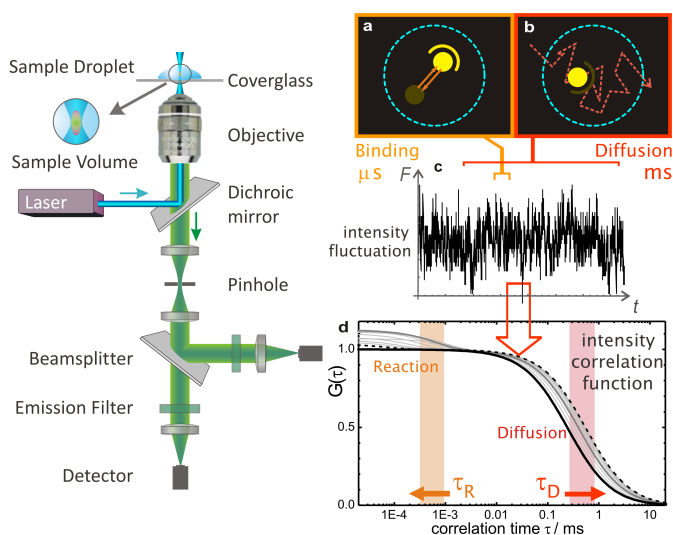 Sample Droplet
Coverglass
Objective
Sample Volume
Laser
Dichroic
mirror
Pinhole
Beamsplitter
Emission Filter
Detector
a
b
Binding
μs
Diffusion
ms
c
F
intensity
fluctuation
t
d
intensity
correlation
function
1.0
Reaction
G(τ)
0.5
Diffusion
τR
τD
0.0
1E-4
1E-3
0.01
0.1
1
10
correlation time τ / ms